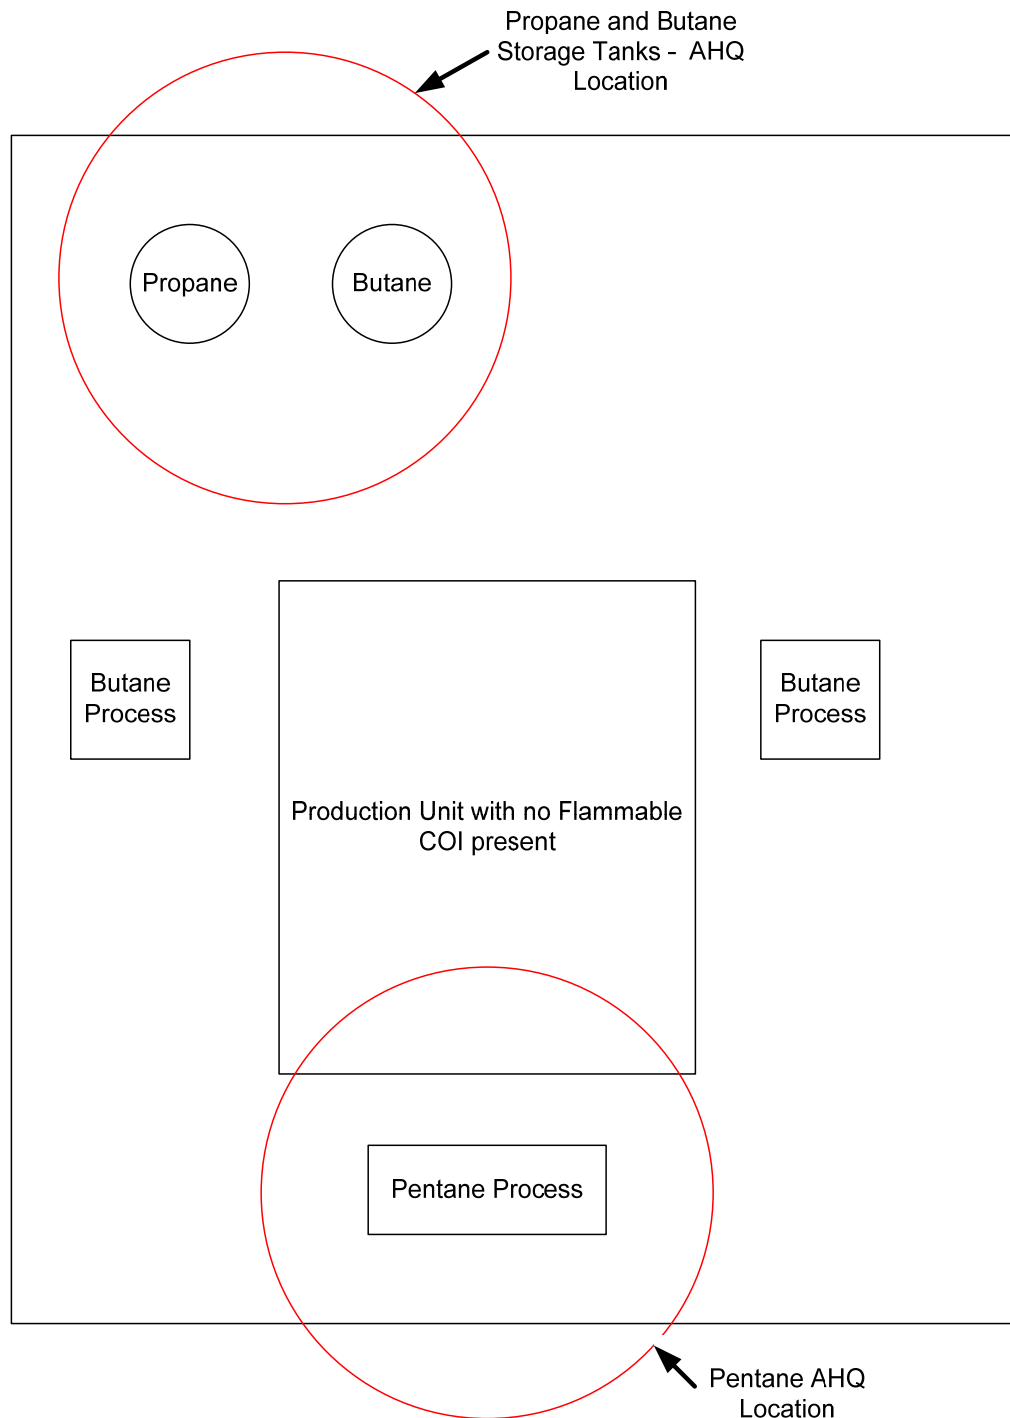 Propane and Butane
Storage Tanks - AHQ
Location
Propane
Butane
Butane
Process
Butane
Process
Production Unit with no Flammable
COI present
Pentane Process
Pentane AHQ
Location